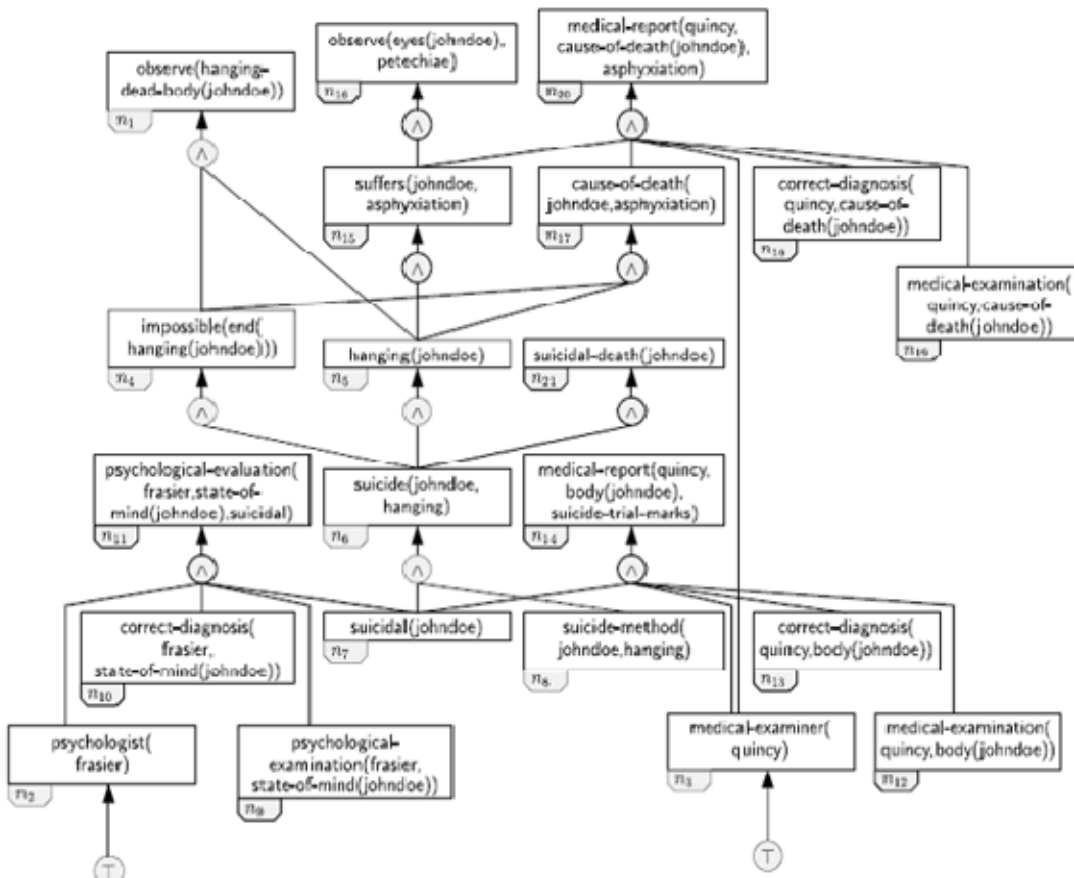 observe(hanging-
dead-body(johndoe))
n1
observe(eyes(johndoe),
petechiae)
n16
medical-report(quincy,
cause-of-death(johndoe),
asphyxiation)
n20
∧
∧
∧
suffers(johndoe,
asphyxiation)
n15
cause-of-death(
johndoe,asphyxiation)
n17
correct-diagnosis(
quincy,cause-of-
death(johndoe))
medical-examination(
quincy,cause-of-
death(johndoe))
∧
∧
impossible(end(
hanging(johndoe)))
n4
hanging(johndoe)
n5
suicidal-death(johndoe)
n21
∧
∧
∧
psychological-evaluation(
frasier,state-of-
mind(johndoe),suicidal)
n11
suicide(johndoe,
hanging)
n6
medical-report(quincy,
body(johndoe),
suicide-trial-marks)
n14
∧
∧
∧
correct-diagnosis(
frasier,
state-of-mind(johndoe))
n10
suicidal(johndoe)
n7
suicide-method(
johndoe,hanging)
n8
correct-diagnosis(
quincy,body(johndoe))
n13
psychologist(
frasier)
n2
psychological-
examination(frasier,
state-of-mind(johndoe))
n9
medical-examiner(
quincy)
n3
medical-examination(
quincy,body(johndoe))
n12
⊤
⊤